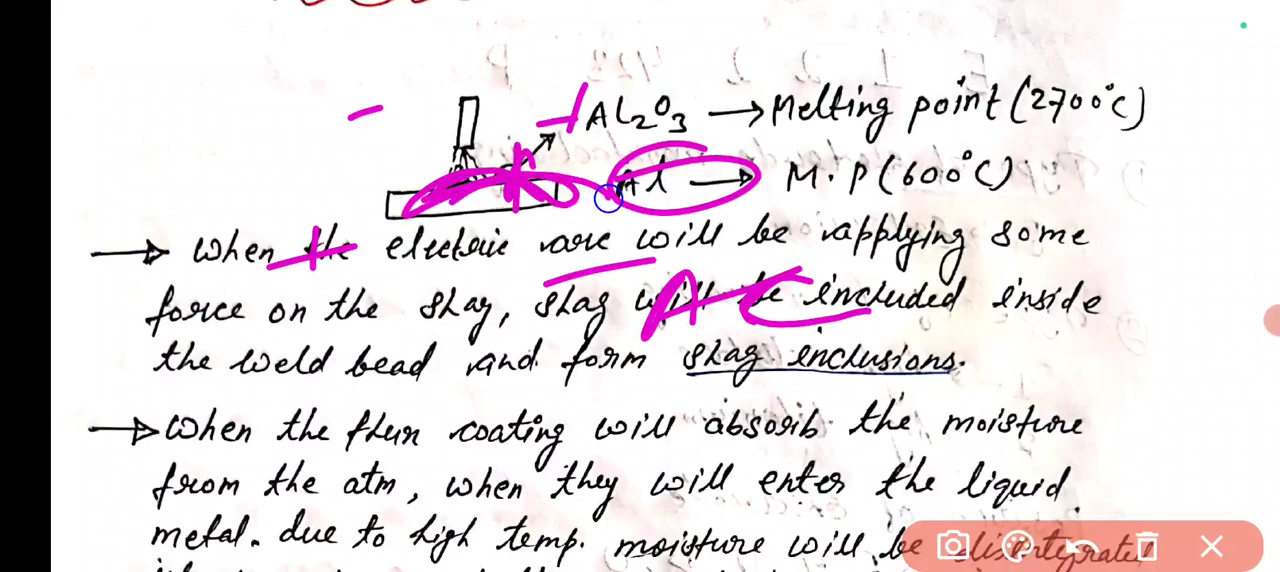 Al2O3 → Melting point (2700°C)
Al → M.P (600°C)
→ When the electric arc will be applying some
force on the slag, slag will be included inside
the weld bead and form slag inclusions.
→ When the flux coating will absorb the moisture
from the atm, when they will enter the liquid
metal. due to high temp. moisture will be disintegrated
AC